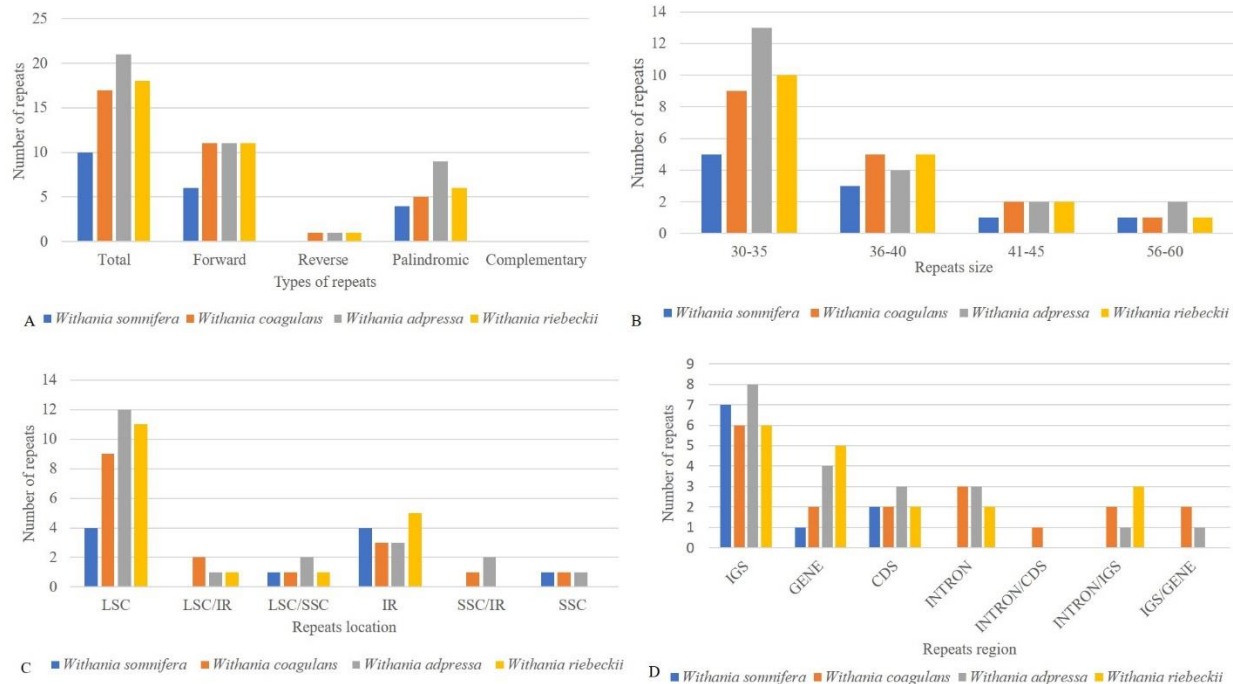 25
20
15
10
5
0
Number of repeats
Total Forward Reverse Palindromic Complementary
Types of repeats
A Withania somnifera Withania coagulans Withania adpressa Withania riebeckii
14
12
10
8
6
4
2
0
Number of repeats
30-35 36-40 41-45 56-60
Repeats size
B Withania somnifera Withania coagulans Withania adpressa Withania riebeckii
14
12
10
8
6
4
2
0
Number of repeats
LSC LSC/IR LSC/SSC IR SSC/IR SSC
Repeats location
C Withania somnifera Withania coagulans Withania adpressa Withania riebeckii
9
8
7
6
5
4
3
2
1
0
Number of repeats
IGS GENE CDS INTRON INTRON/CDS INTRON/IGS IGS/GENE
Repeats region
D Withania somnifera Withania coagulans Withania adpressa Withania riebeckii